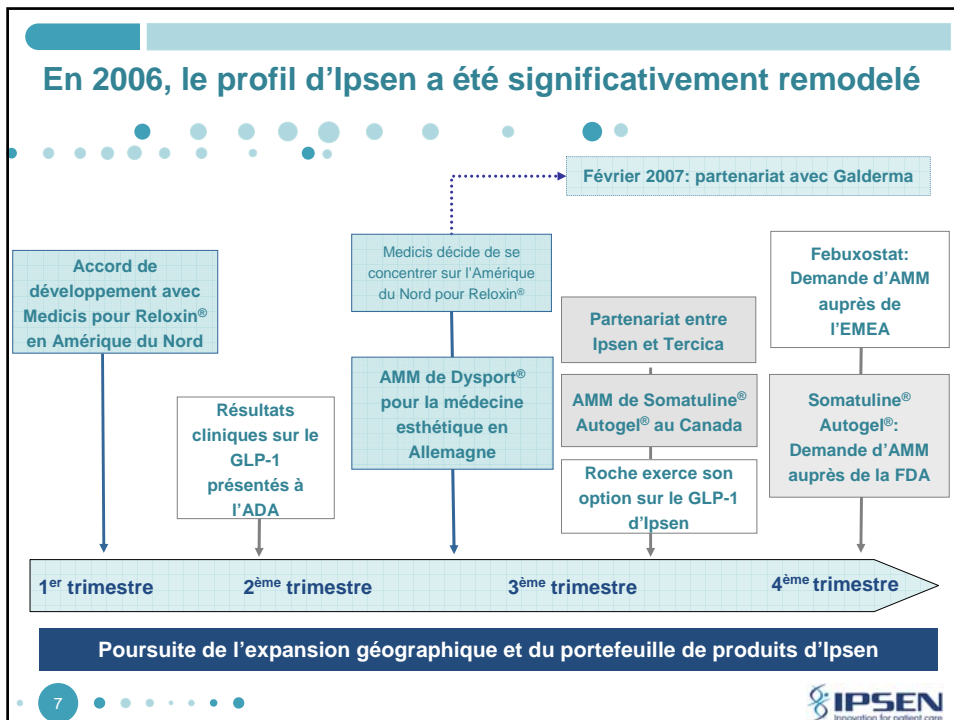 En 2006, le profil d'Ipsen a été significativement remodelé
Février 2007: partenariat avec Galderma
Accord de
développement avec
Medicis pour Reloxin®
en Amérique du Nord
Résultats
cliniques sur le
GLP-1
présentés à
l'ADA
Medicis décide de se
concentrer sur l'Amérique
du Nord pour Reloxin®
AMM de Dysport®
pour la médecine
esthétique en
Allemagne
Partenariat entre
Ipsen et Tercica
AMM de Somatuline®
Autogel® au Canada
Roche exerce son
option sur le GLP-1
d'Ipsen
Febuxostat:
Demande d'AMM
auprès de
l'EMEA
Somatuline®
Autogel®:
Demande d'AMM
auprès de la FDA
1er trimestre 2ème trimestre 3ème trimestre 4ème trimestre
Poursuite de l'expansion géographique et du portefeuille de produits d'Ipsen
7
IPSEN
Innovation for patient care